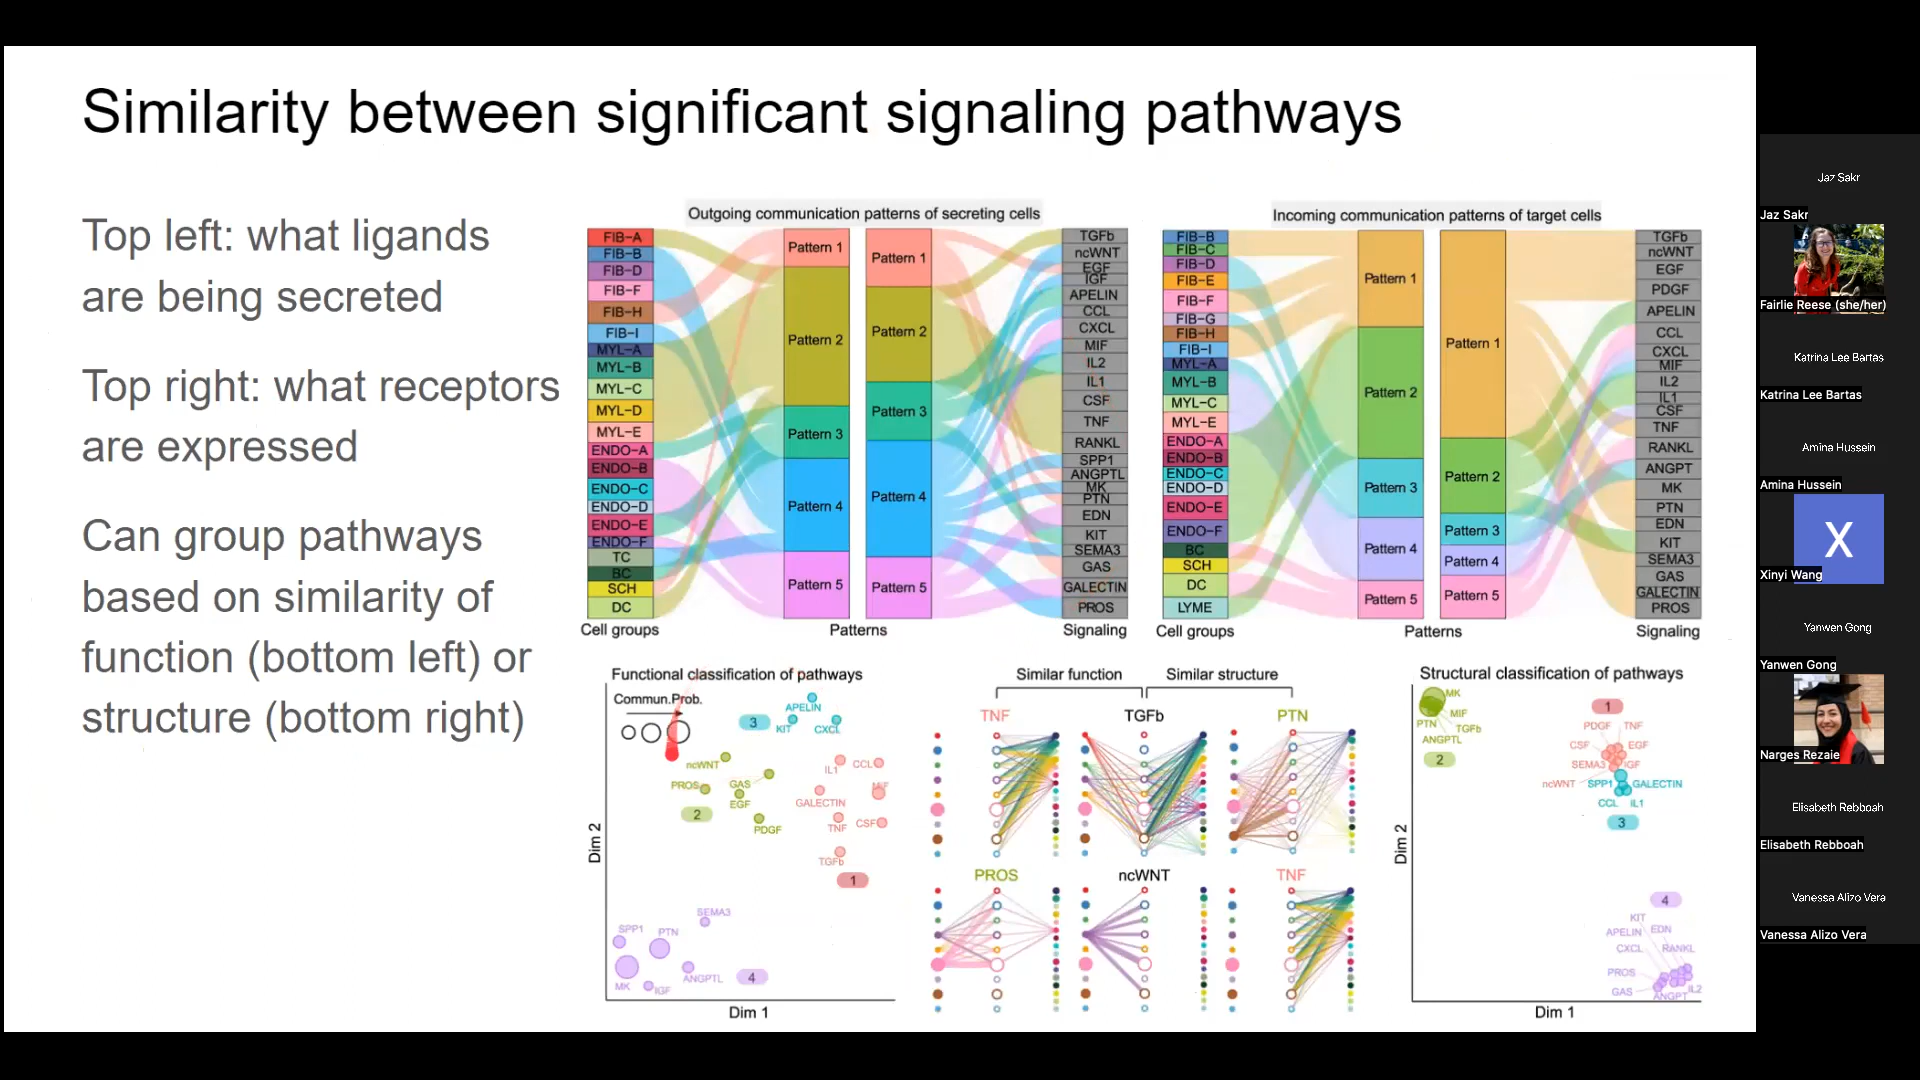 Similarity between significant signaling pathways
Top left: what ligands
are being secreted
Top right: what receptors
are expressed
Can group pathways
based on similarity of
function (bottom left) or
structure (bottom right)
Outgoing communication patterns of secreting cells
FIB-A
FIB-B
FIB-D
FIB-F
FIB-H
FIB-I
MYL-A
MYL-B
MYL-C
MYL-D
MYL-E
ENDO-A
ENDO-B
ENDO-C
ENDO-D
ENDO-E
ENDO-F
TC
BC
SCH
DC
Cell groups
Pattern 1
Pattern 2
Pattern 3
Pattern 4
Pattern 5
Pattern 1
Pattern 2
Pattern 3
Pattern 4
Pattern 5
Patterns
TGFb
ncWNT
EGF
IGF
APELIN
CCL
CXCL
MIF
IL2
IL1
CSF
TNF
RANKL
SPP1
ANGPTL
MK
PTN
EDN
KIT
SEMA3
GAS
GALECTIN
PROS
Signaling
Incoming communication patterns of target cells
FIB-B
FIB-C
FIB-D
FIB-E
FIB-F
FIB-G
FIB-H
FIB-I
MYL-A
MYL-B
MYL-C
MYL-E
ENDO-A
ENDO-B
ENDO-C
ENDO-D
ENDO-E
ENDO-F
BC
SCH
DC
LYME
Cell groups
Pattern 1
Pattern 2
Pattern 3
Pattern 4
Pattern 5
Pattern 1
Pattern 2
Pattern 3
Pattern 4
Pattern 5
Patterns
TGFb
ncWNT
EGF
PDGF
APELIN
CCL
CXCL
MIF
IL2
IL1
CSF
TNF
RANKL
ANGPT
MK
PTN
EDN
KIT
SEMA3
GAS
GALECTIN
PROS
Signaling
Functional classification of pathways
Commun.Prob.
3
APELIN
KIT
CXCL
ncWNT
PROS
GAS
EGF
2
PDGF
IL1
CCL
MIF
GALECTIN
TNF
CSF
TGFb
1
SEMA3
SPP1
PTN
ANGPTL
4
MK
IGF
Dim 2
Dim 1
Similar function
Similar structure
TNF
TGFb
PTN
PROS
ncWNT
TNF
Structural classification of pathways
MK
MIF
PTN
TGFb
ANGPTL
2
1
PDGF
TNF
CSF
EGF
SEMA3
IGF
ncWNT
SPP1
GALECTIN
CCL
IL1
3
4
KIT
APELIN
EDN
CXCL
RANKL
PROS
GAS
ANGPT
IL2
Dim 2
Dim 1
Jaz Sakr
Jaz Sakr
Fairlie Reese (she/her)
Katrina Lee Bartas
Katrina Lee Bartas
Amina Hussein
Amina Hussein
X
Xinyi Wang
Yanwen Gong
Yanwen Gong
Narges Rezaie
Elisabeth Rebboah
Elisabeth Rebboah
Vanessa Alizo Vera
Vanessa Alizo Vera